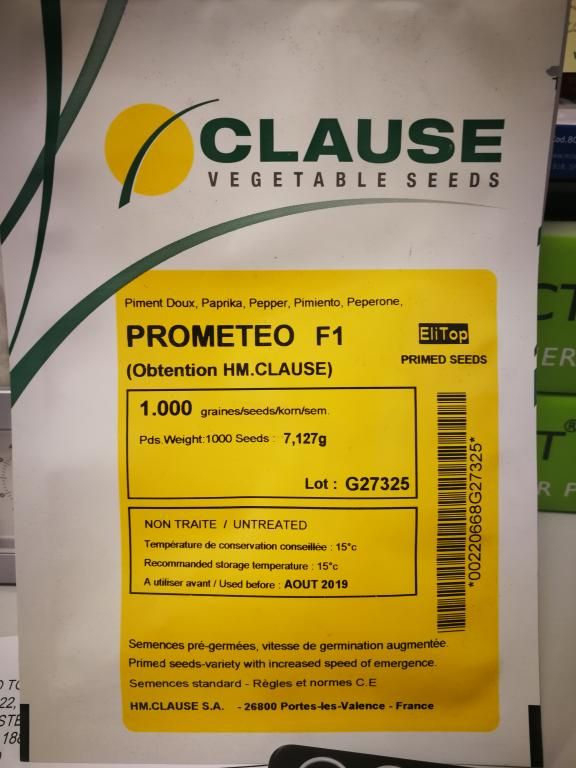 CLAUSE
VEGETABLE SEEDS
Piment Doux, Paprika, Pepper, Pimiento, Peperone,
PROMETEO F1
EliTop
PRIMED SEEDS
(Obtention HM.CLAUSE)
1.000 graines/seeds/korn/sem.
Pds.Weight:1000 Seeds : 7,127g
Lot : G27325
*00220668G27325*
NON TRAITE / UNTREATED
Température de conservation conseillée : 15°c
Recommanded storage temperature : 15°c
A utiliser avant / Used before : AOUT 2019
Semences pré-germées, vitesse de germination augmentée.
Primed seeds-variety with increased speed of emergence.
Semences standard - Règles et normes C.E
HM.CLAUSE S.A. - 26800 Portes-les-Valence - France